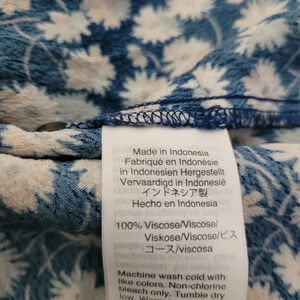 Made in Indonesia
Fabriqué en Indonésie
in Indonesien Hergestellt
Vervaardigd in Indonesië
インドネシア製
Hecho en Indonesia
100% Viscose/Viscose/
Viskose/Viscose/ビス
コース/viscosa
Machine wash cold with
like colors. Non-chlorine
bleach only. Tumble dry
low.